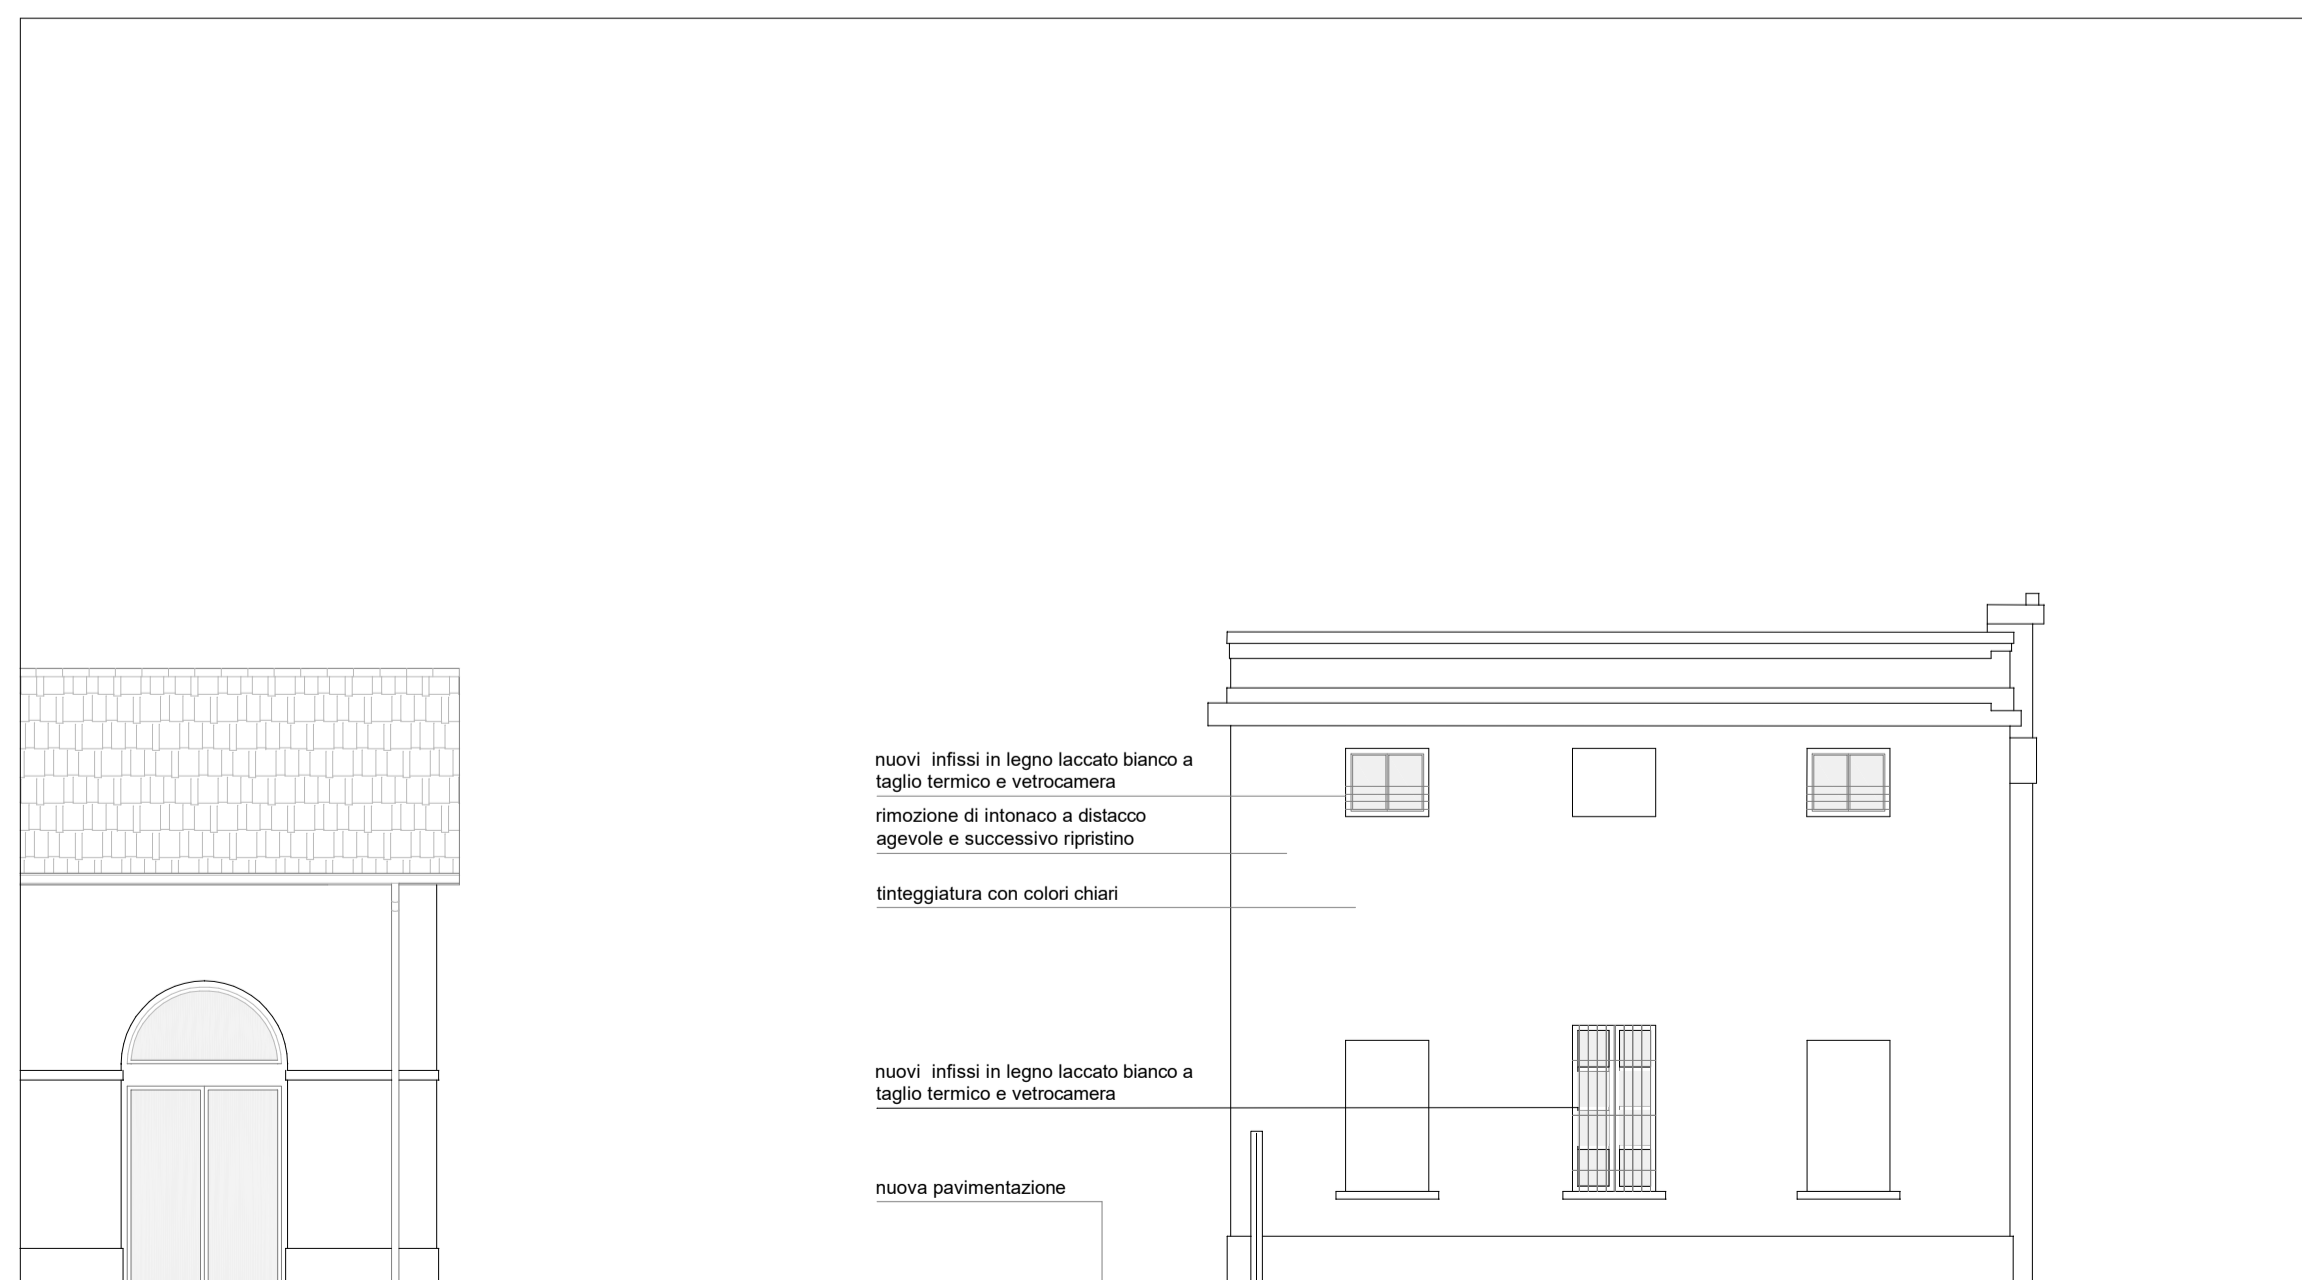 nuovi  infissi in legno laccato bianco a
taglio termico e vetrocamera
rimozione di intonaco a distacco
agevole e successivo ripristino
tinteggiatura con colori chiari
nuovi  infissi in legno laccato bianco a
taglio termico e vetrocamera
nuova pavimentazione